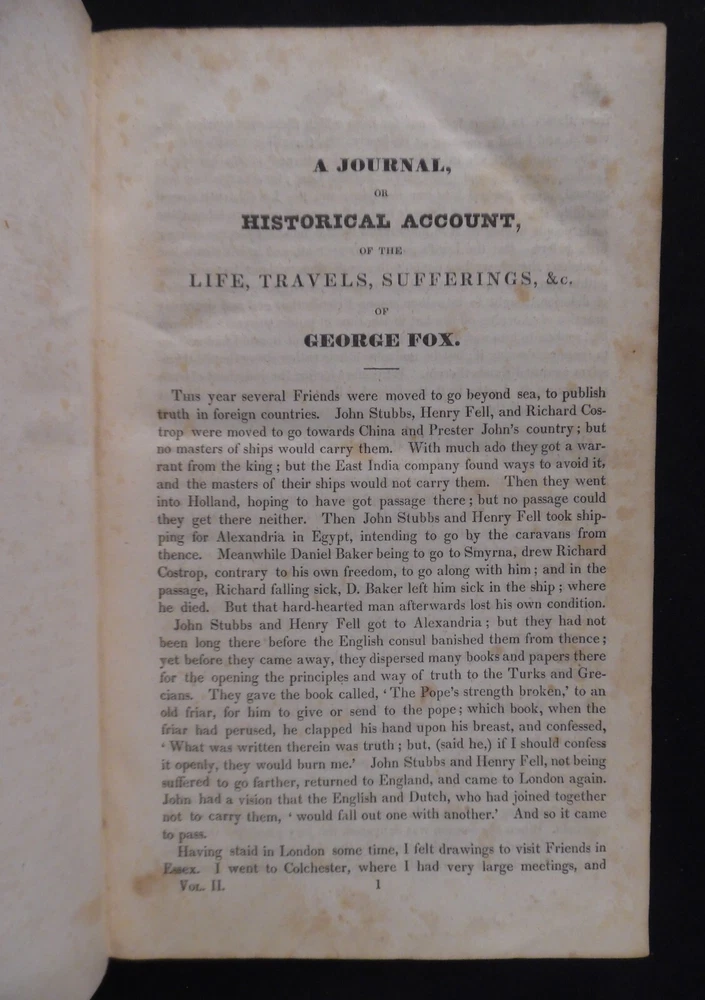 A JOURNAL,
OR
HISTORICAL ACCOUNT,
OF THE
LIFE, TRAVELS, SUFFERINGS, &c.
OF
GEORGE FOX.
This year several Friends were moved to go beyond sea, to publish
truth in foreign countries. John Stubbs, Henry Fell, and Richard Cos-
trop were moved to go towards China and Prester John's country; but
no masters of ships would carry them. With much ado they got a war-
rant from the king; but the East India company found ways to avoid it,
and the masters of their ships would not carry them. Then they went
into Holland, hoping to have got passage there; but no passage could
they get there neither. Then John Stubbs and Henry Fell took ship-
ping for Alexandria in Egypt, intending to go by the caravans from
thence. Meanwhile Daniel Baker being to go to Smyrna, drew Richard
Costrop, contrary to his own freedom, to go along with him; and in the
passage, Richard falling sick, D. Baker left him sick in the ship; where
he died. But that hard-hearted man afterwards lost his own condition.
John Stubbs and Henry Fell got to Alexandria; but they had not
been long there before the English consul banished them from thence;
yet before they came away, they dispersed many books and papers there
for the opening the principles and way of truth to the Turks and Gre-
cians. They gave the book called, 'The Pope's strength broken,' to an
old friar, for him to give or send to the pope; which book, when the
friar had perused, he clapped his hand upon his breast, and confessed,
'What was written therein was truth; but, (said he,) if I should confess
it openly, they would burn me.' John Stubbs and Henry Fell, not being
suffered to go farther, returned to England, and came to London again.
John had a vision that the English and Dutch, who had joined together
not to carry them, 'would fall out one with another.' And so it came
to pass.
Having staid in London some time, I felt drawings to visit Friends in
Essex. I went to Colchester, where I had very large meetings, and
Vol. II. 1